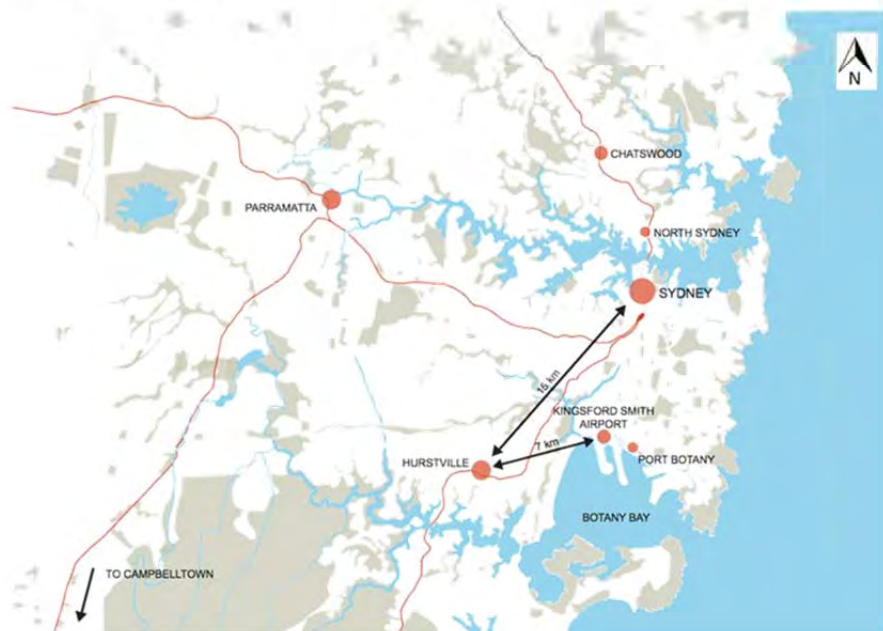 N
CHATSWOOD
PARRAMATTA
NORTH SYDNEY
SYDNEY
15 km
KINGSFORD SMITH
AIRPORT
7 km
HURSTVILLE
PORT BOTANY
BOTANY BAY
TO CAMPBELLTOWN